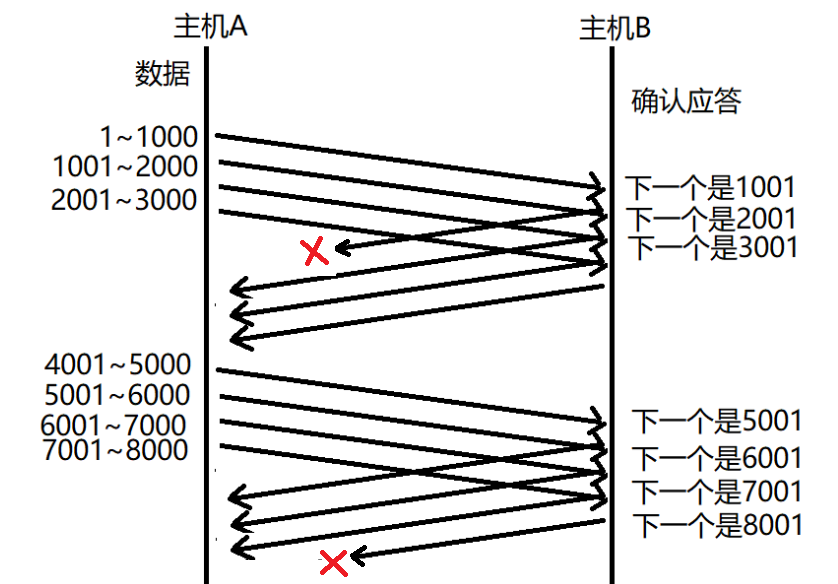 主机A
主机B
数据
确认应答
1~1000
1001~2000
2001~3000
下一个是1001
下一个是2001
下一个是3001
4001~5000
5001~6000
6001~7000
7001~8000
下一个是5001
下一个是6001
下一个是7001
下一个是8001